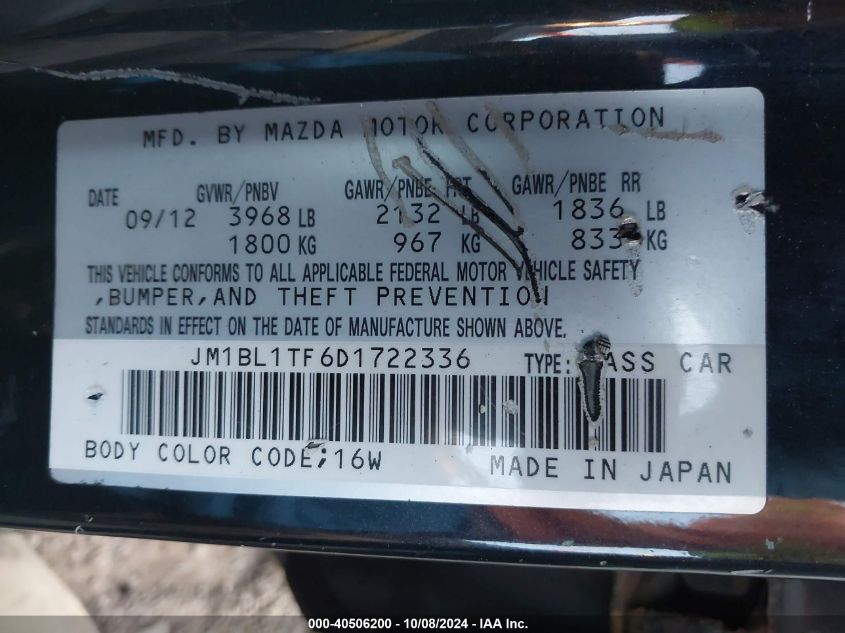 MFD. BY MAZDA MOTOR CORPORATION
DATE GVWR/PNBV GAWR/PNBE FRT GAWR/PNBE RR
09/12 3968 LB 2132 LB 1836 LB
1800 KG 967 KG 833 KG
THIS VEHICLE CONFORMS TO ALL APPLICABLE FEDERAL MOTOR VEHICLE SAFETY
,BUMPER,AND THEFT PREVENTION
STANDARDS IN EFFECT ON THE DATE OF MANUFACTURE SHOWN ABOVE.
JM1BL1TF6D1722336 TYPE: PASS CAR
BODY COLOR CODE;16W MADE IN JAPAN
000-40506200 - 10/08/2024 - IAA Inc.